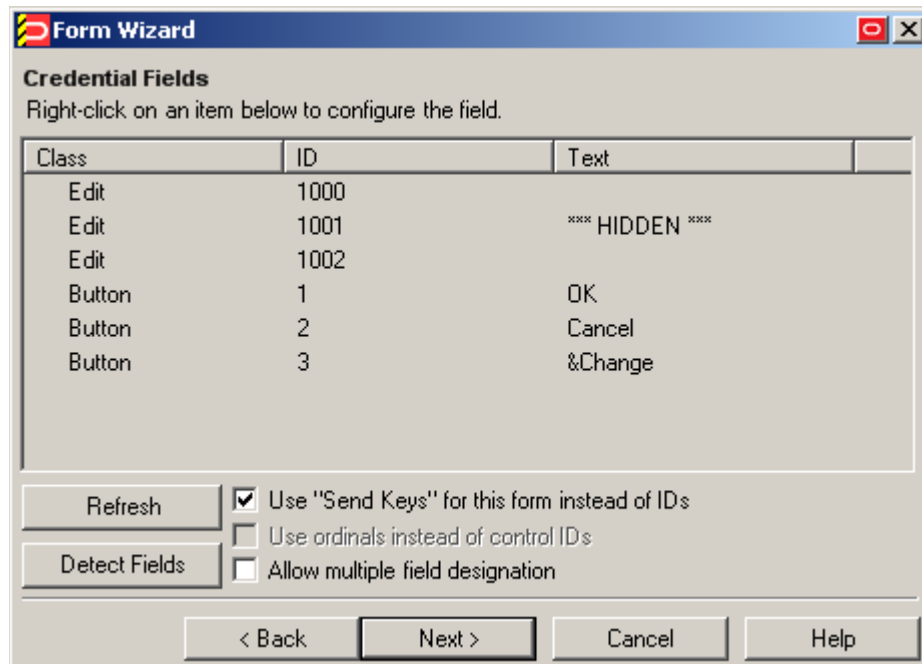 Form Wizard
Credential Fields
Right-click on an item below to configure the field.
Class ID Text
Edit 1000
Edit 1001 *** HIDDEN ***
Edit 1002
Button 1 OK
Button 2 Cancel
Button 3 &Change
Refresh Use "Send Keys" for this form instead of IDs
Use ordinals instead of control IDs
Detect Fields Allow multiple field designation
< Back Next > Cancel Help